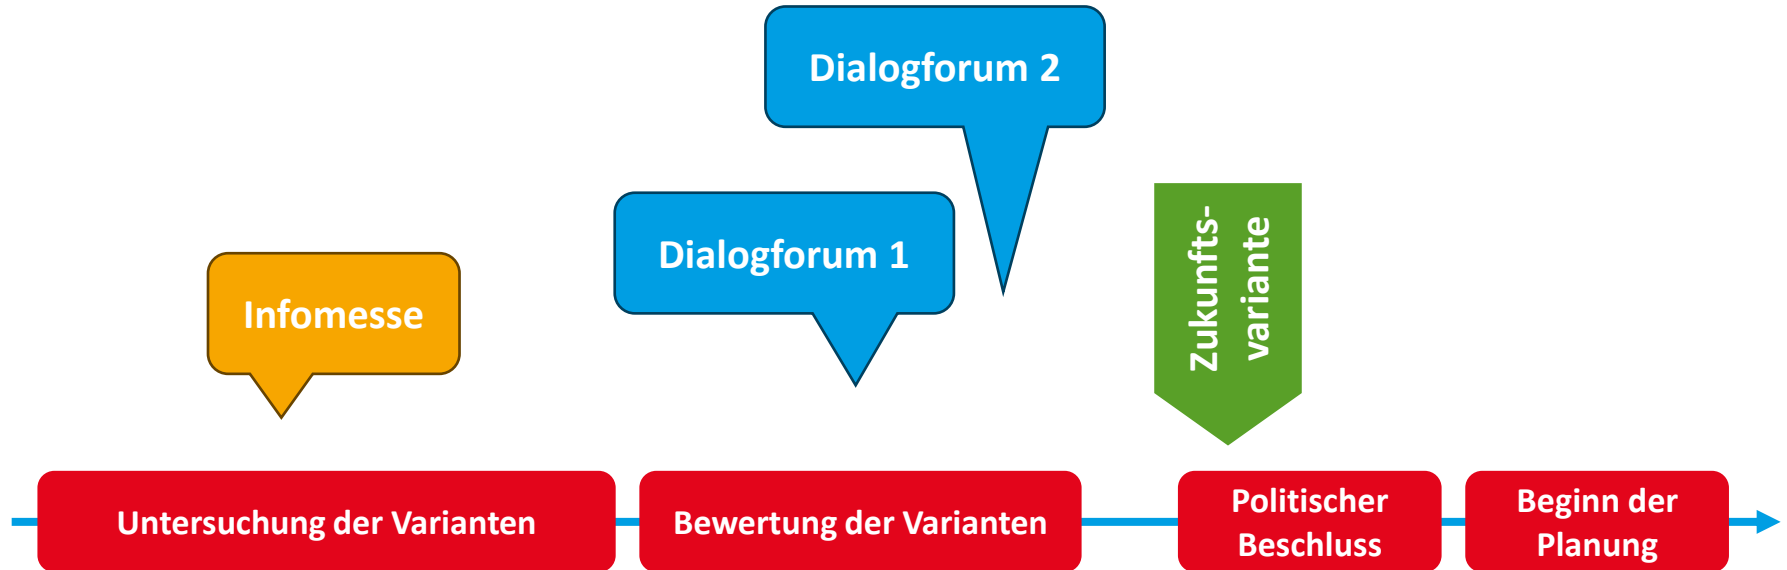 Dialogforum 2
Dialogforum 1
Infomesse
Zukunfts-
variante
Untersuchung der Varianten
Bewertung der Varianten
Politischer
Beschluss
Beginn der
Planung